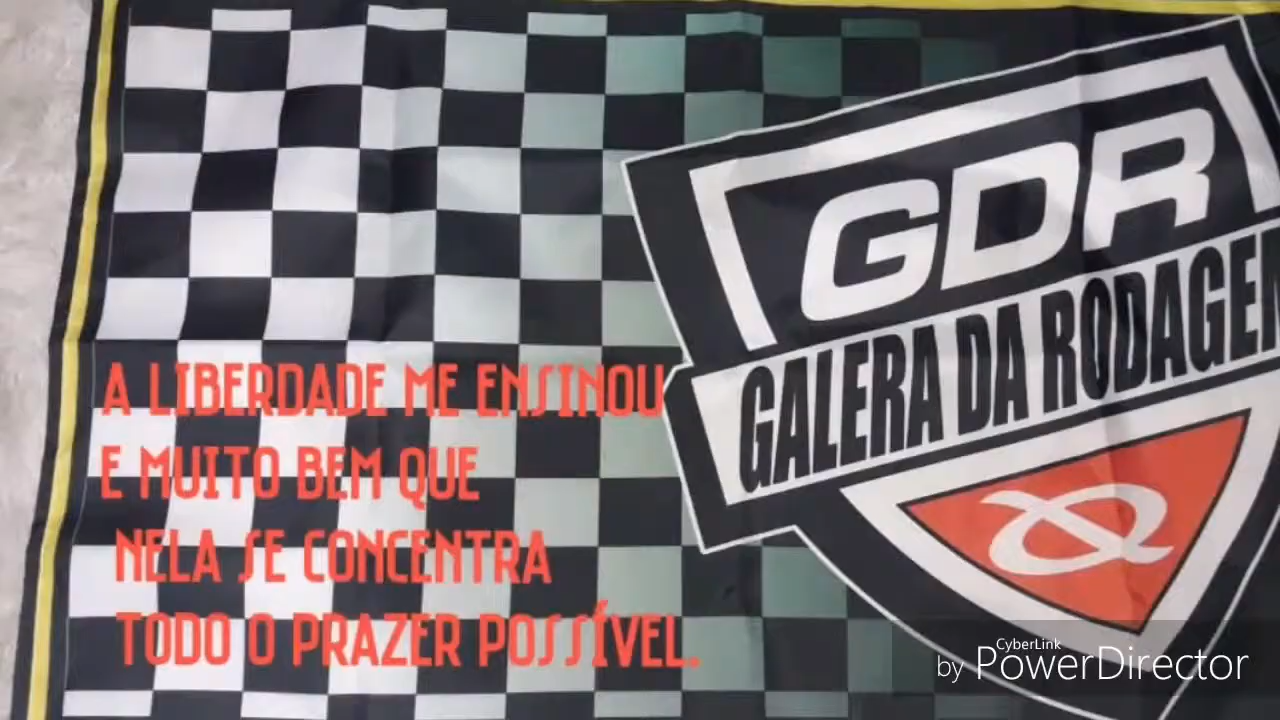 GDR
GALERA DA RODAGEM
A LIBERDADE ME ENSINOU
E MUITO BEM QUE
NELA SE CONCENTRA
TODO O PRAZER POSSÍVEL.
CyberLink
by PowerDirector